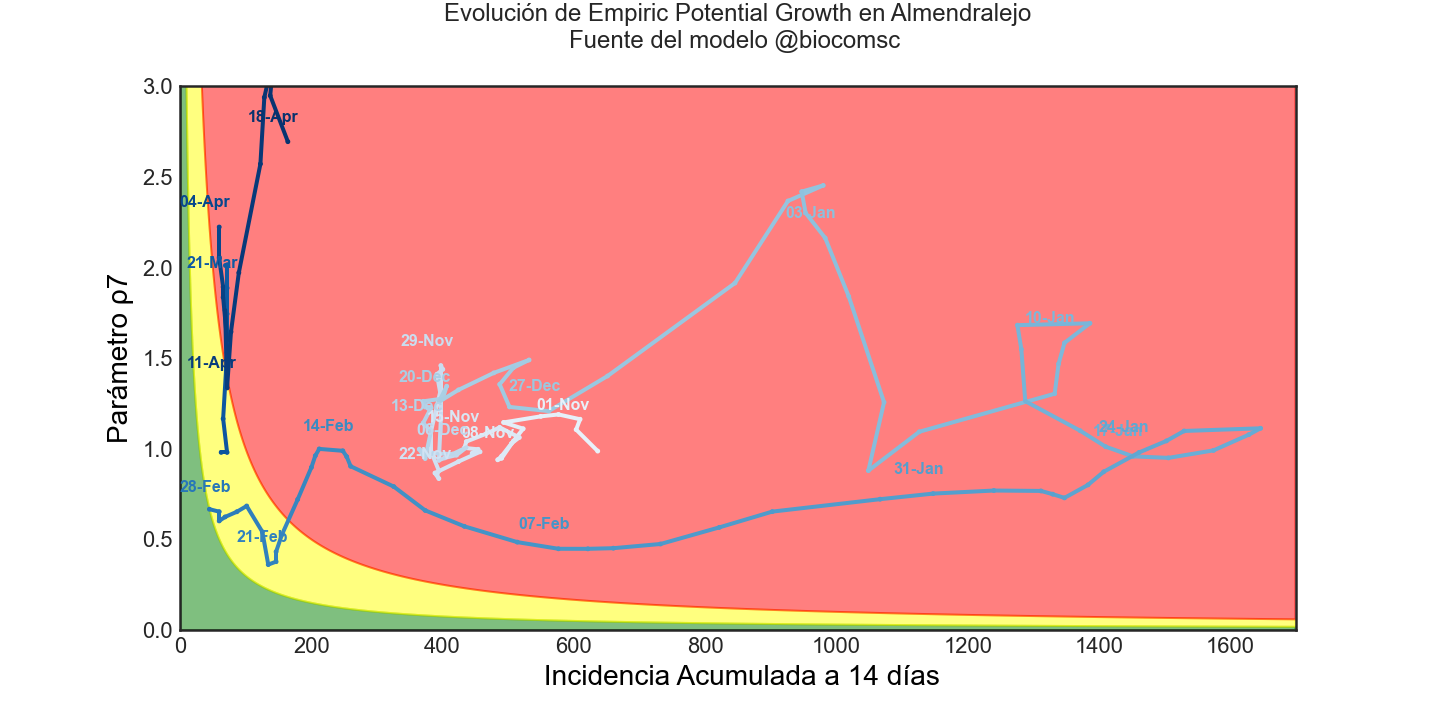 Evolución de Empiric Potential Growth en Almendralejo
Fuente del modelo @biocomsc
3.0
2.5
2.0
1.5
1.0
0.5
0.0
Parámetro ρ7
18-Apr
04-Apr
21-Mar
03-Jan
10-Jan
29-Nov
11-Apr
20-Dec
27-Dec
13-Dec
01-Nov
14-Feb
08-Nov
24-Jan
22-Nov
31-Jan
28-Feb
07-Feb
21-Feb
0 200 400 600 800 1000 1200 1400 1600
Incidencia Acumulada a 14 días